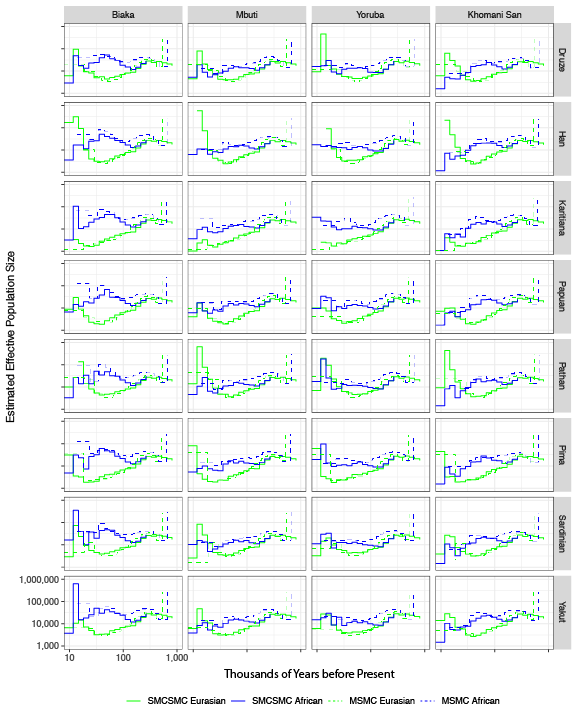 Biaka Mbuti Yoruba Khomani San
Druze
Han
Karitiana
Papuan
Pathan
Pima
Sardinian
Yakut
Estimated Effective Population Size
1,000,000
100,000
10,000
1,000
10 100 1,000
Thousands of Years before Present
SMCSMC Eurasian SMCSMC African MSMC Eurasian MSMC African